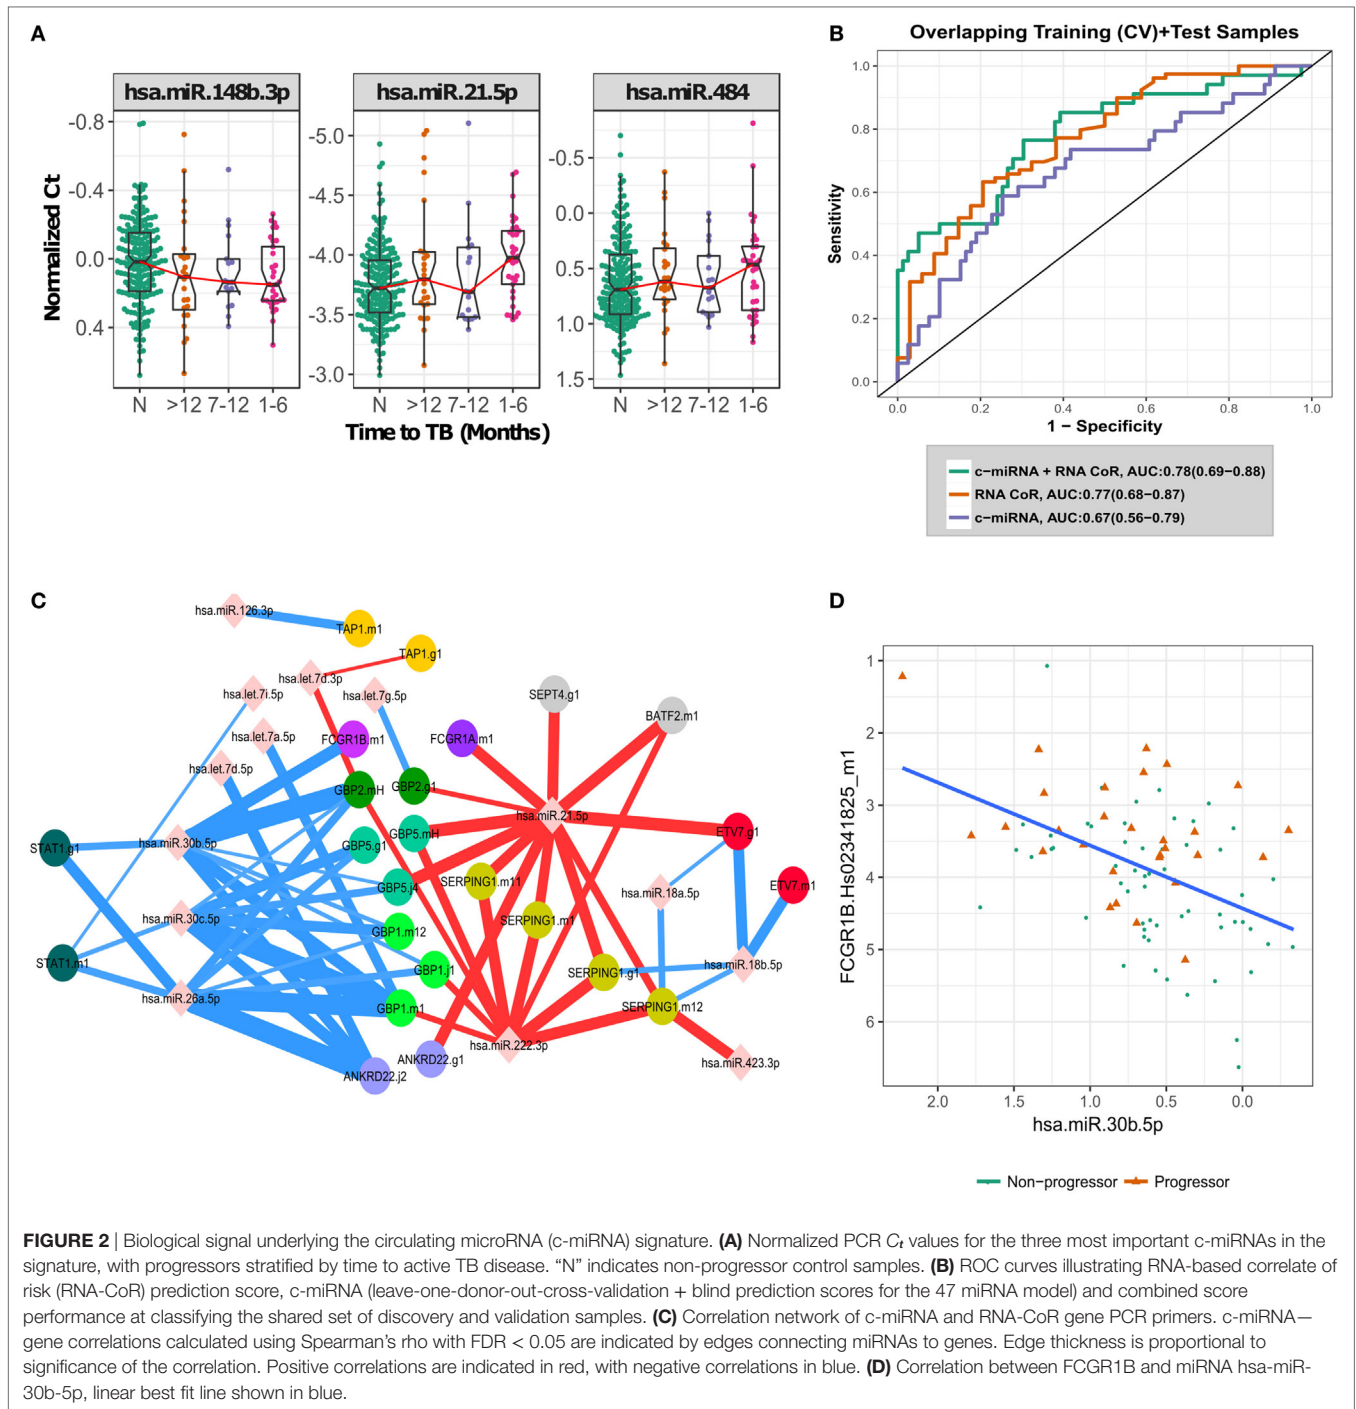 A
hsa.miR.148b.3p
hsa.miR.21.5p
hsa.miR.484
Normalized Ct
-0.8
-0.4
0.0
0.4
-5.0
-4.5
-4.0
-3.5
-3.0
-0.5
0.0
0.5
1.0
1.5
N >12 7-12 1-6
N >12 7-12 1-6
N >12 7-12 1-6
Time to TB (Months)
B
Overlapping Training (CV)+Test Samples
Sensitivity
1.0
0.8
0.6
0.4
0.2
0.0
0.0 0.2 0.4 0.6 0.8 1.0
1 − Specificity
c−miRNA + RNA CoR, AUC:0.78(0.69−0.88)
RNA CoR, AUC:0.77(0.68−0.87)
c−miRNA, AUC:0.67(0.56−0.79)
C
hsa.miR.126.3p
TAP1.m1
TAP1.g1
hsa.let.7d.3p
hsa.let.7i.5p
hsa.let.7g.5p
SEPT4.g1
BATF2.m1
hsa.let.7a.5p
FCGR1B.m1
FCGR1A.m1
hsa.let.7d.5p
GBP2.mH
GBP2.g1
hsa.miR.21.5p
STAT1.g1
hsa.miR.30b.5p
GBP5.g1
GBP5.mH
ETV7.g1
GBP5.j4
SERPING1.m11
hsa.miR.18a.5p
ETV7.m1
hsa.miR.30c.5p
GBP1.m12
SERPING1.m1
STAT1.m1
GBP1.j1
SERPING1.g1
hsa.miR.18b.5p
hsa.miR.26a.5p
GBP1.m1
SERPING1.m12
ANKRD22.g1
hsa.miR.222.3p
hsa.miR.423.3p
ANKRD22.j2
D
FCGR1B.Hs02341825_m1
1
2
3
4
5
6
2.0 1.5 1.0 0.5 0.0
hsa.miR.30b.5p
Non−progressor Progressor
FIGURE 2 | Biological signal underlying the circulating microRNA (c-miRNA) signature. (A) Normalized PCR Ct values for the three most important c-miRNAs in the
signature, with progressors stratified by time to active TB disease. “N” indicates non-progressor control samples. (B) ROC curves illustrating RNA-based correlate of
risk (RNA-CoR) prediction score, c-miRNA (leave-one-donor-out-cross-validation + blind prediction scores for the 47 miRNA model) and combined score
performance at classifying the shared set of discovery and validation samples. (C) Correlation network of c-miRNA and RNA-CoR gene PCR primers. c-miRNA—
gene correlations calculated using Spearman’s rho with FDR < 0.05 are indicated by edges connecting miRNAs to genes. Edge thickness is proportional to
significance of the correlation. Positive correlations are indicated in red, with negative correlations in blue. (D) Correlation between FCGR1B and miRNA hsa-miR-
30b-5p, linear best fit line shown in blue.